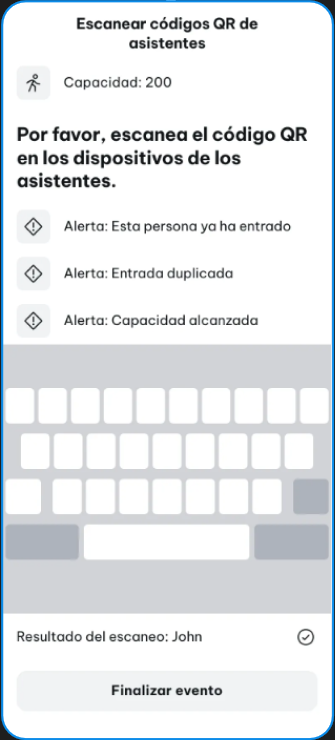 Escanear códigos QR de
asistentes
Capacidad: 200
Por favor, escanea el código QR
en los dispositivos de los
asistentes.
Alerta: Esta persona ya ha entrado
Alerta: Entrada duplicada
Alerta: Capacidad alcanzada
Resultado del escaneo: John
Finalizar evento